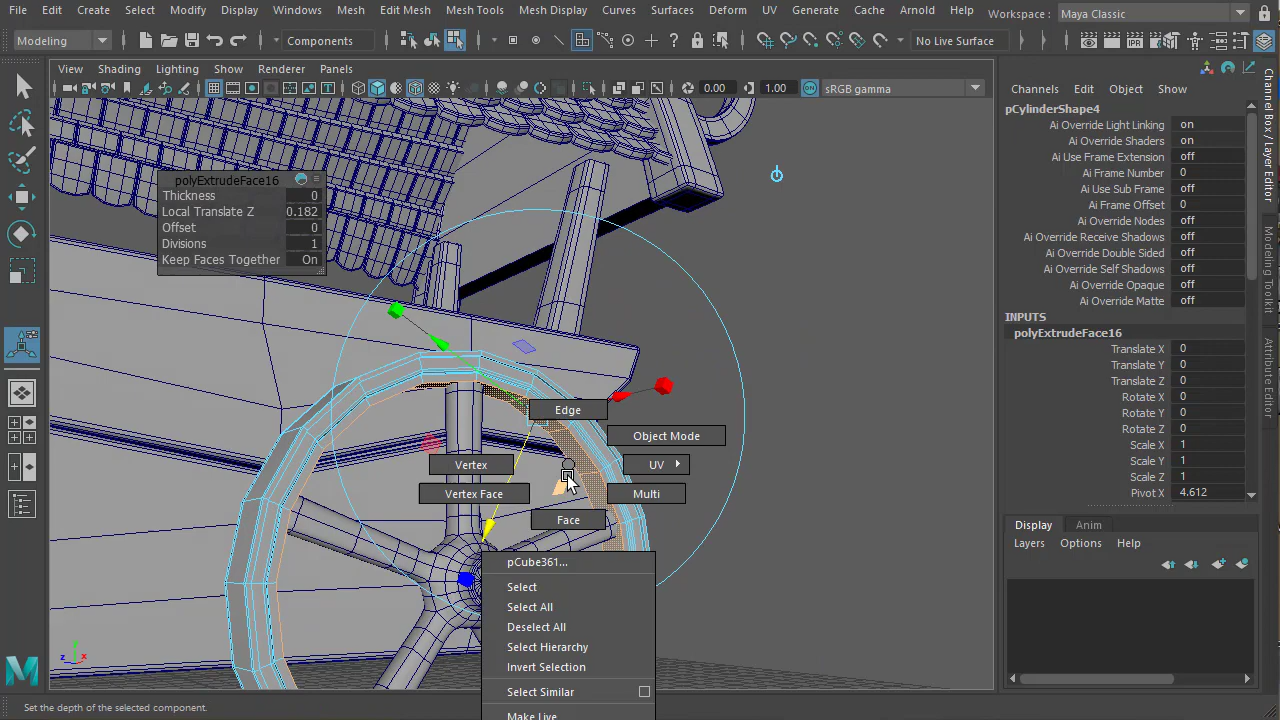 File Edit Create Select Modify Display Windows Mesh Edit Mesh Mesh Tools Mesh Display Curves Surfaces Deform UV Generate Cache Arnold Help Workspace : Maya Classic
Modeling Components No Live Surface IPR
View Shading Lighting Show Renderer Panels
0.00 1.00 ON sRGB gamma
polyExtrudeFace16
Thickness 0
Local Translate Z 0.182
Offset 0
Divisions 1
Keep Faces Together On
Edge
Object Mode
Vertex
UV
Vertex Face
Multi
Face
pCube361...
Select
Select All
Deselect All
Select Hierarchy
Invert Selection
Select Similar
Make Live
z x
M
Set the depth of the selected component.
Channels Edit Object Show
pCylinderShape4
Ai Override Light Linking on
Ai Override Shaders on
Ai Use Frame Extension off
Ai Frame Number 0
Ai Use Sub Frame off
Ai Frame Offset 0
Ai Override Nodes off
Ai Override Receive Shadows off
Ai Override Double Sided off
Ai Override Self Shadows off
Ai Override Opaque off
Ai Override Matte off
INPUTS
polyExtrudeFace16
Translate X 0
Translate Y 0
Translate Z 0
Rotate X 0
Rotate Y 0
Rotate Z 0
Scale X 1
Scale Y 1
Scale Z 1
Pivot X 4.612
Display Anim
Layers Options Help
Channel Box / Layer Editor
Modeling Toolkit
Attribute Editor